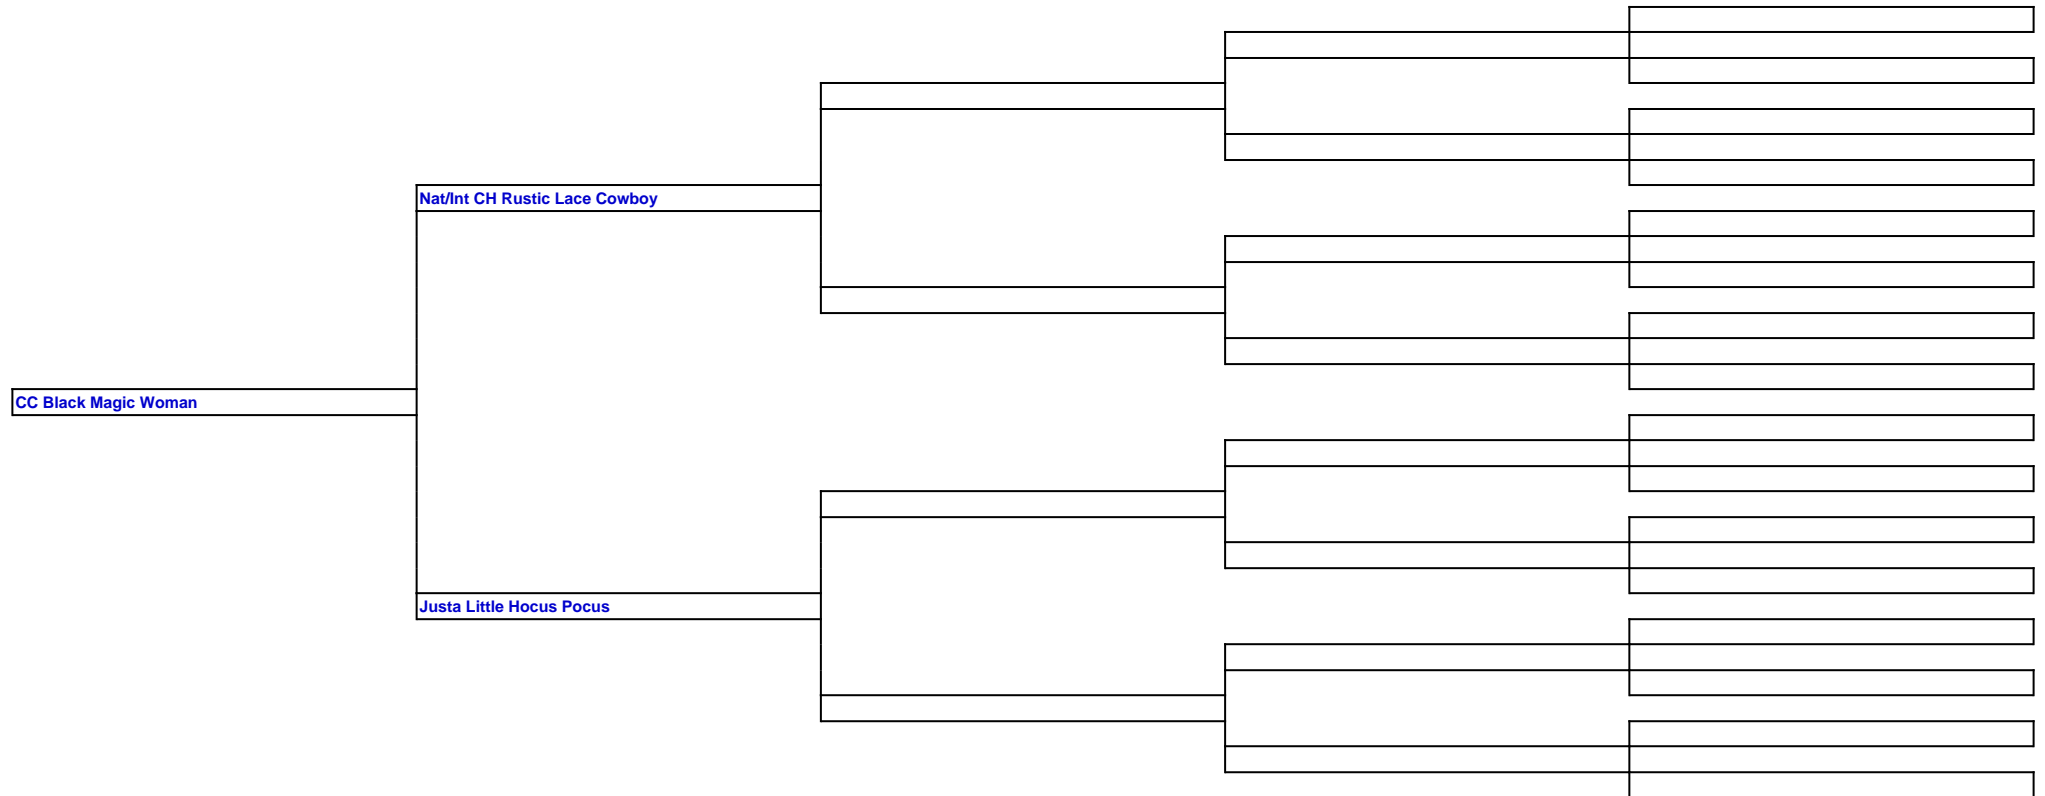 Nat/Int CH Rustic Lace Cowboy
CC Black Magic Woman
Justa Little Hocus Pocus